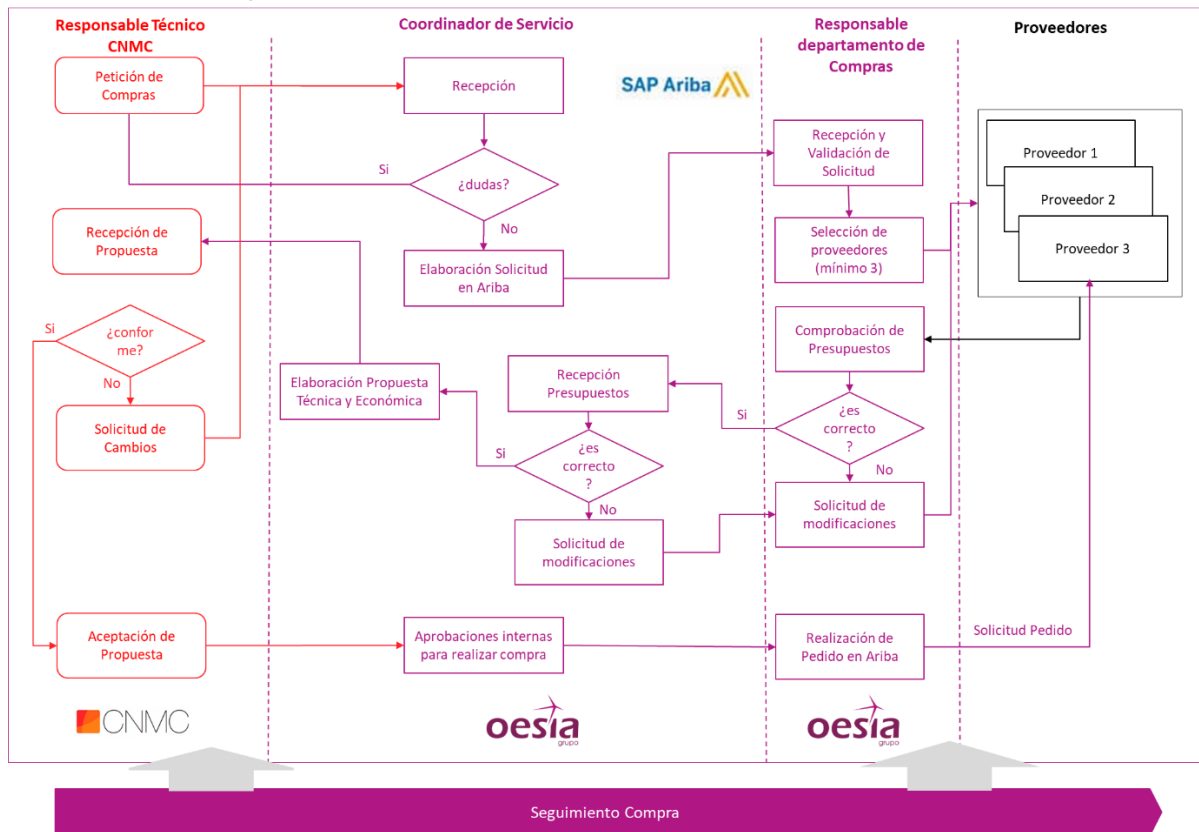 Responsable Técnico
CNMC
Coordinador de Servicio
Responsable
departamento de
Compras
Proveedores
Petición de
Compras
Recepción
SAP Ariba
Recepción y
Validación de
Solicitud
Proveedor 1
Proveedor 2
Proveedor 3
Si
¿dudas?
No
Recepción de
Propuesta
Elaboración Solicitud
en Ariba
Selección de
proveedores
(mínimo 3)
Si
¿confor
me?
No
Solicitud de
Cambios
Elaboración Propuesta
Técnica y Económica
Recepción
Presupuestos
Comprobación de
Presupuestos
Si
¿es
correcto
?
No
Si
¿es
correcto
?
No
Solicitud de
modificaciones
Solicitud de
modificaciones
Aceptación de
Propuesta
Aprobaciones internas
para realizar compra
Realización de
Pedido en Ariba
Solicitud Pedido
CNMC
oesía
grupo
oesía
grupo
Seguimiento Compra